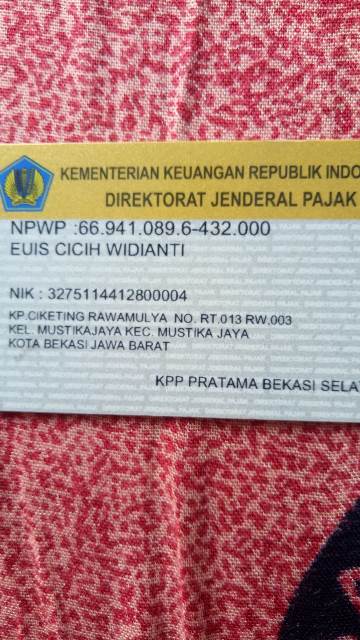 KEMENTERIAN KEUANGAN REPUBLIK INDO
DIREKTORAT JENDERAL PAJAK
NPWP :66.941.089.6-432.000
EUIS CICIH WIDIANTI
NIK : 3275114412800004
KP.CIKETING RAWAMULYA NO. RT.013 RW.003
KEL. MUSTIKAJAYA KEC. MUSTIKA JAYA
KOTA BEKASI JAWA BARAT
KPP PRATAMA BEKASI SELAT